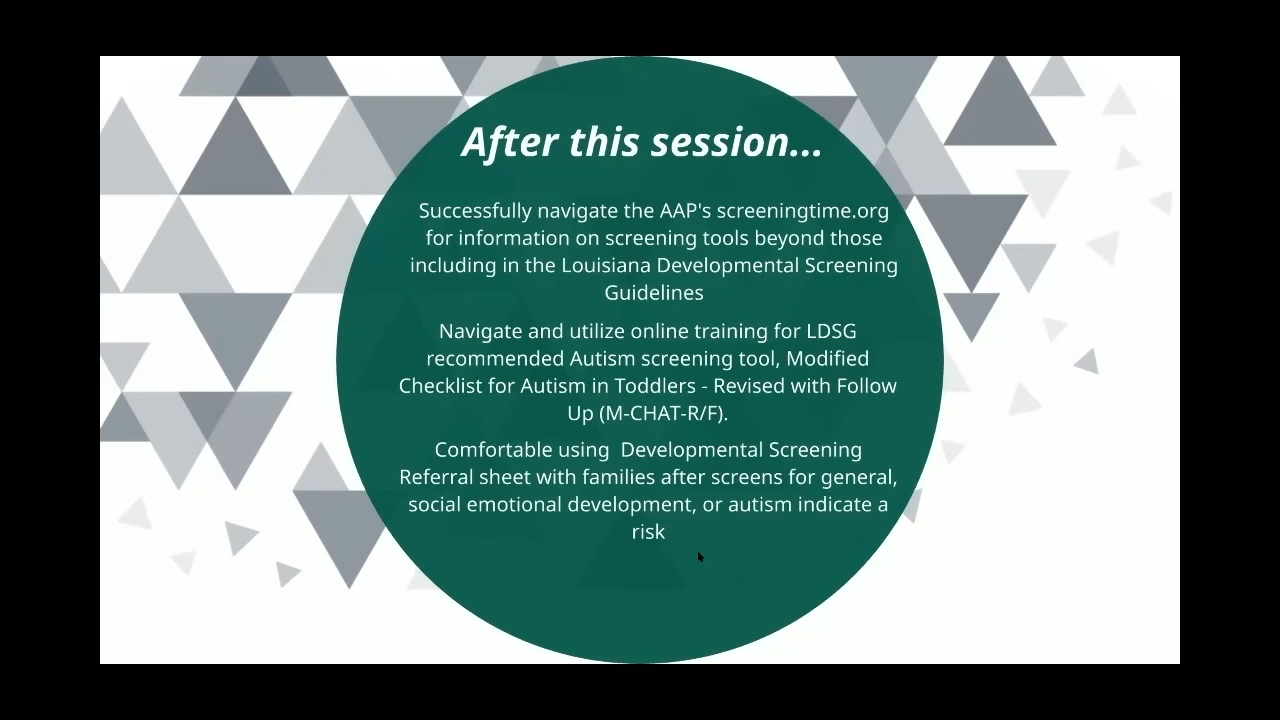 After this session...
Successfully navigate the AAP's screeningtime.org
for information on screening tools beyond those
including in the Louisiana Developmental Screening
Guidelines
Navigate and utilize online training for LDSG
recommended Autism screening tool, Modified
Checklist for Autism in Toddlers - Revised with Follow
Up (M-CHAT-R/F).
Comfortable using  Developmental Screening
Referral sheet with families after screens for general,
social emotional development, or autism indicate a
risk